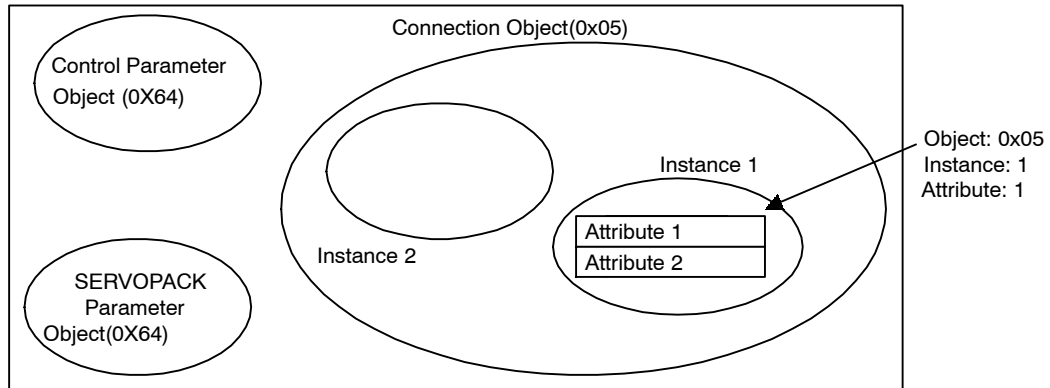 Connection Object(0x05)
Control Parameter
Object (0X64)
Object: 0x05
Instance: 1
Attribute: 1
Instance 1
Attribute 1
Attribute 2
Instance 2
SERVOPACK
Parameter
Object(0X64)